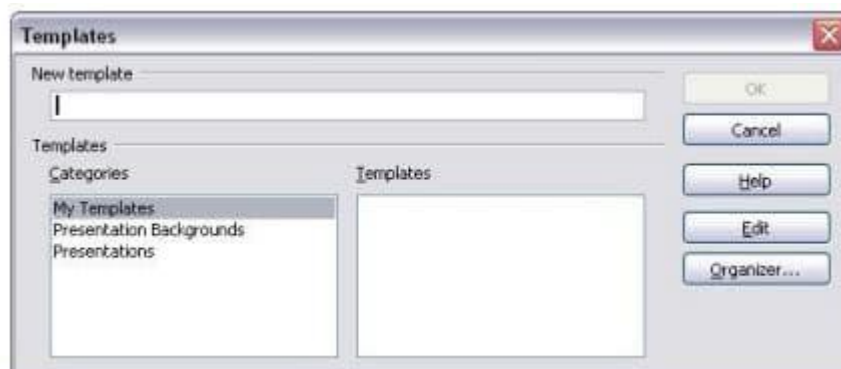 Templates
New template
OK
Cancel
Templates
Categories
Templates
Help
My Templates
Presentation Backgrounds
Presentations
Edit
Organizer...